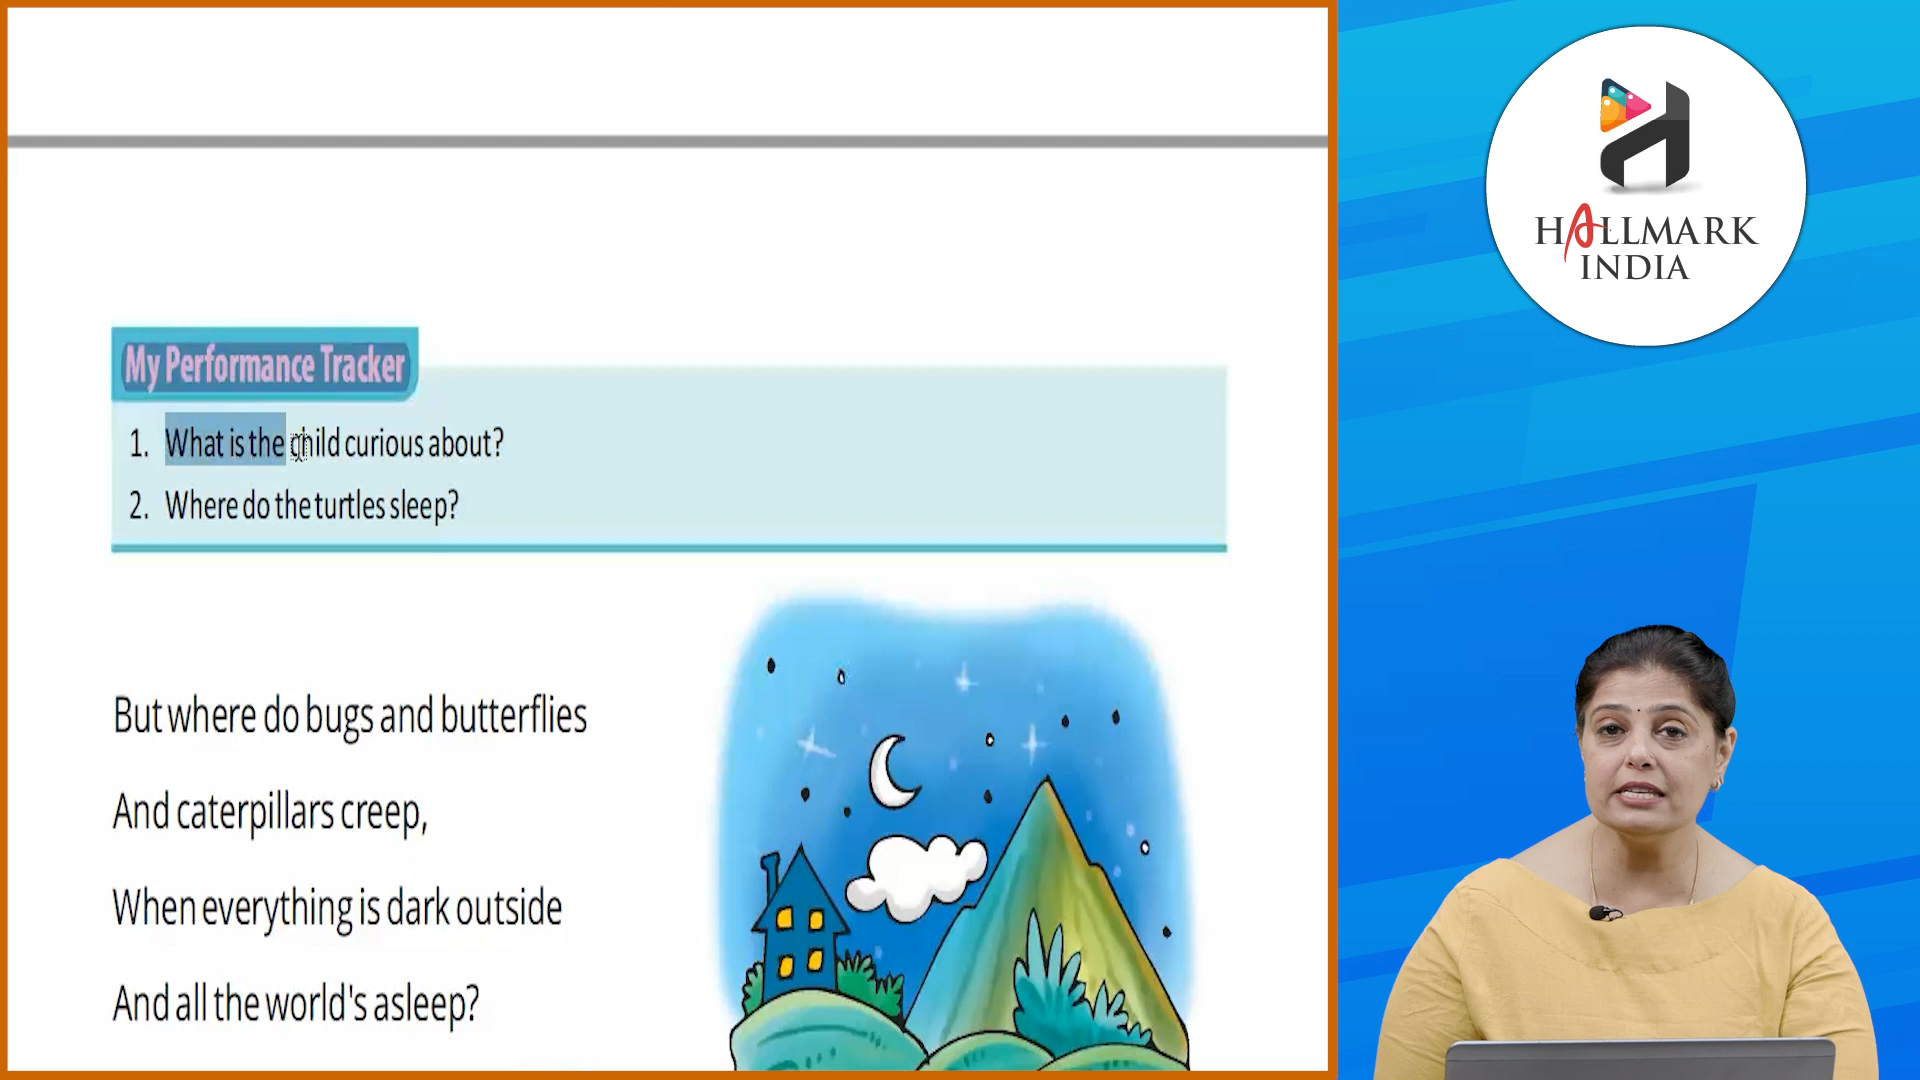 My Performance Tracker
1. What is the child curious about?
2. Where do the turtles sleep?
But where do bugs and butterflies
And caterpillars creep,
When everything is dark outside
And all the world's asleep?
HALLMARK
INDIA